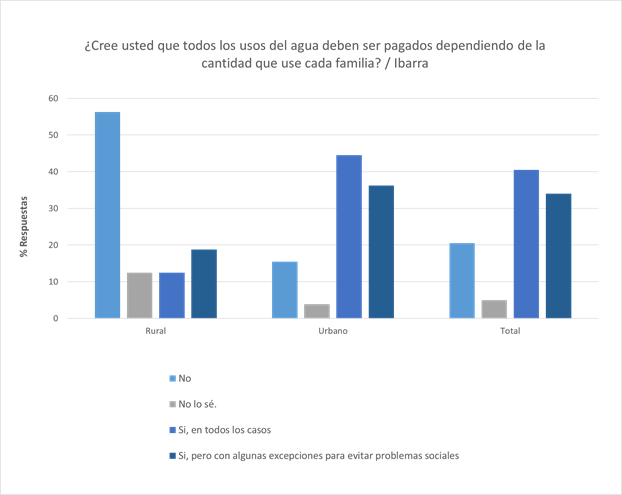 ¿Cree usted que todos los usos del agua deben ser pagados dependiendo de la
cantidad que use cada familia? / Ibarra
60
50
40
30
20
10
0
% Respuestas
Rural
Urbano
Total
No
No lo sé.
Si, en todos los casos
Si, pero con algunas excepciones para evitar problemas sociales